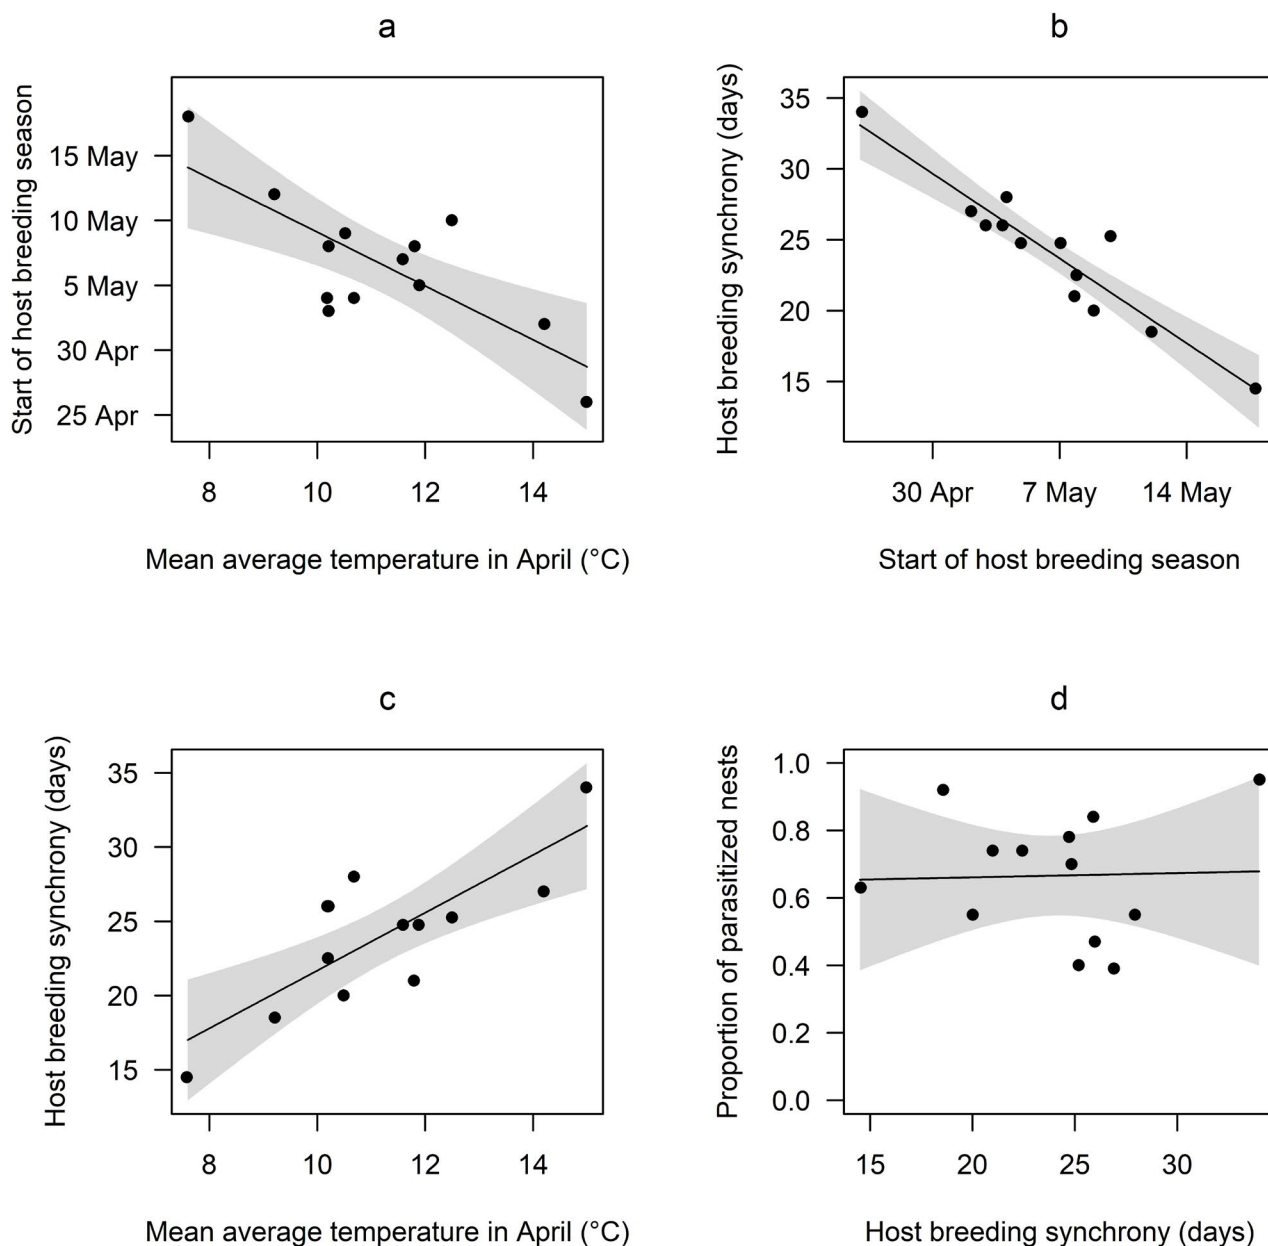 a
Start of host breeding season
15 May
10 May
5 May
30 Apr
25 Apr
8 10 12 14
Mean average temperature in April (°C)
b
Host breeding synchrony (days)
35
30
25
20
15
30 Apr 7 May 14 May
Start of host breeding season
c
Host breeding synchrony (days)
35
30
25
20
15
8 10 12 14
Mean average temperature in April (°C)
d
Proportion of parasitized nests
1.0
0.8
0.6
0.4
0.2
0.0
15 20 25 30
Host breeding synchrony (days)